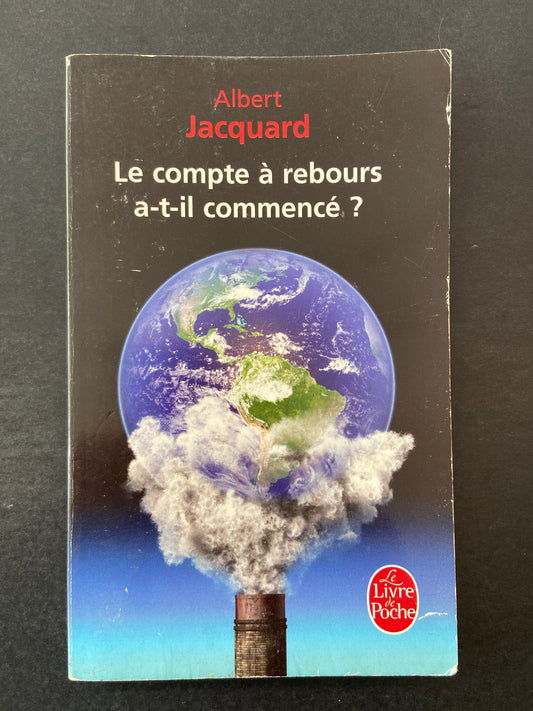 Albert
Jacquard
Le compte à rebours
a-t-il commencé ?
Le
Livre
de
Poche